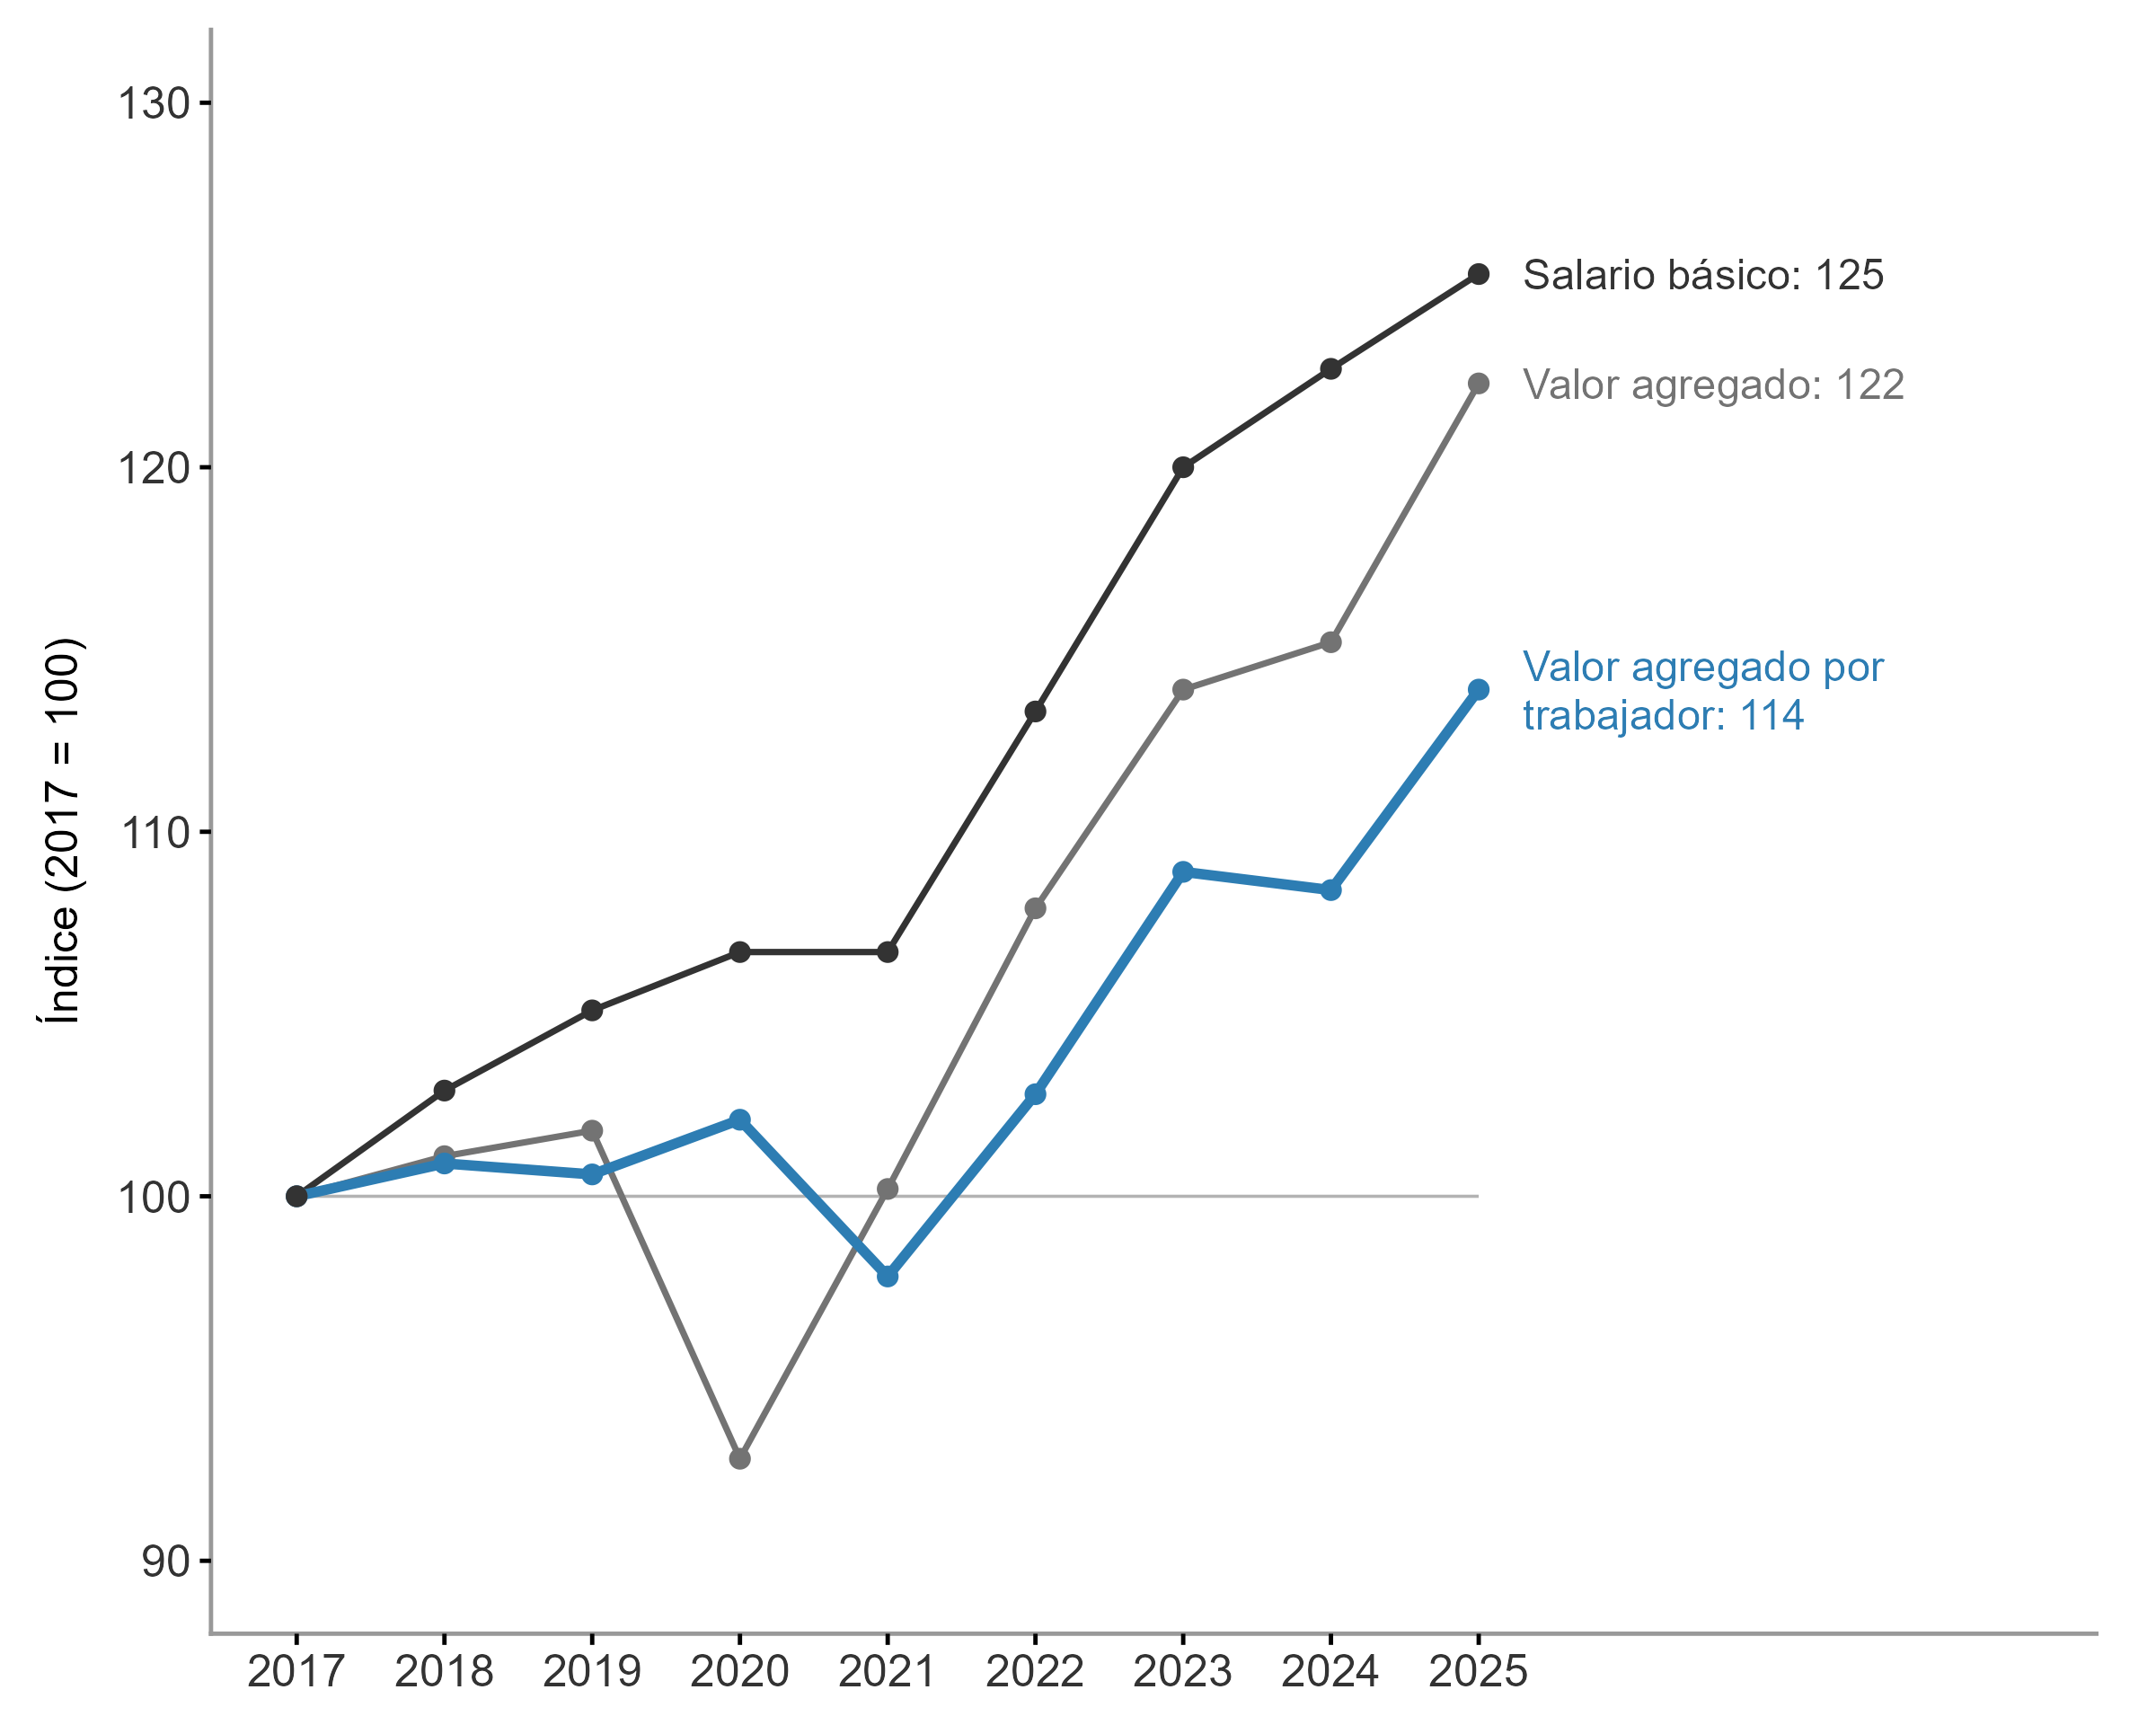 130
120
110
100
90
Índice (2017 = 100)
Salario básico: 125
Valor agregado: 122
Valor agregado por
trabajador: 114
2017 2018 2019 2020 2021 2022 2023 2024 2025